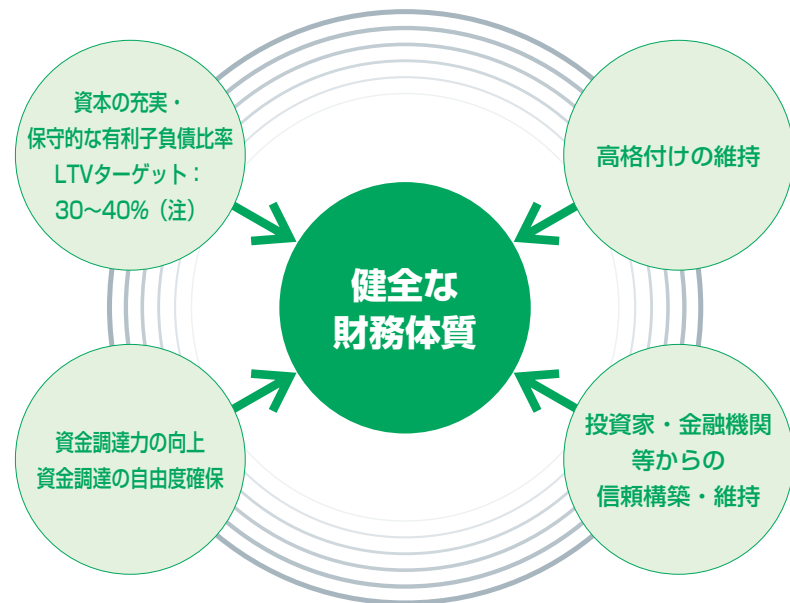 資本の充実・
保守的な有利子負債比率
LTVターゲット：
30～40%（注）
高格付けの維持
健全な
財務体質
資金調達力の向上
資金調達の自由度確保
投資家・金融機関
等からの
信頼構築・維持